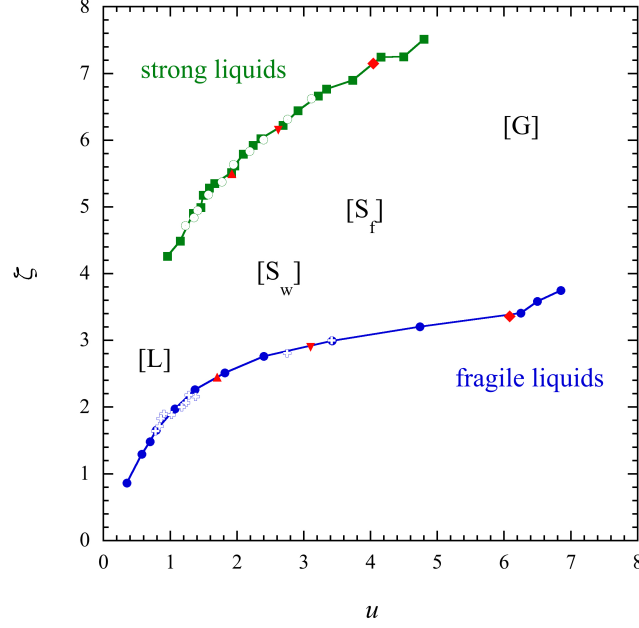 8
7
6
5
4
3
2
1
0
ζ
strong liquids
[G]
[S_f]
[S_w]
[L]
fragile liquids
0 1 2 3 4 5 6 7 8
u